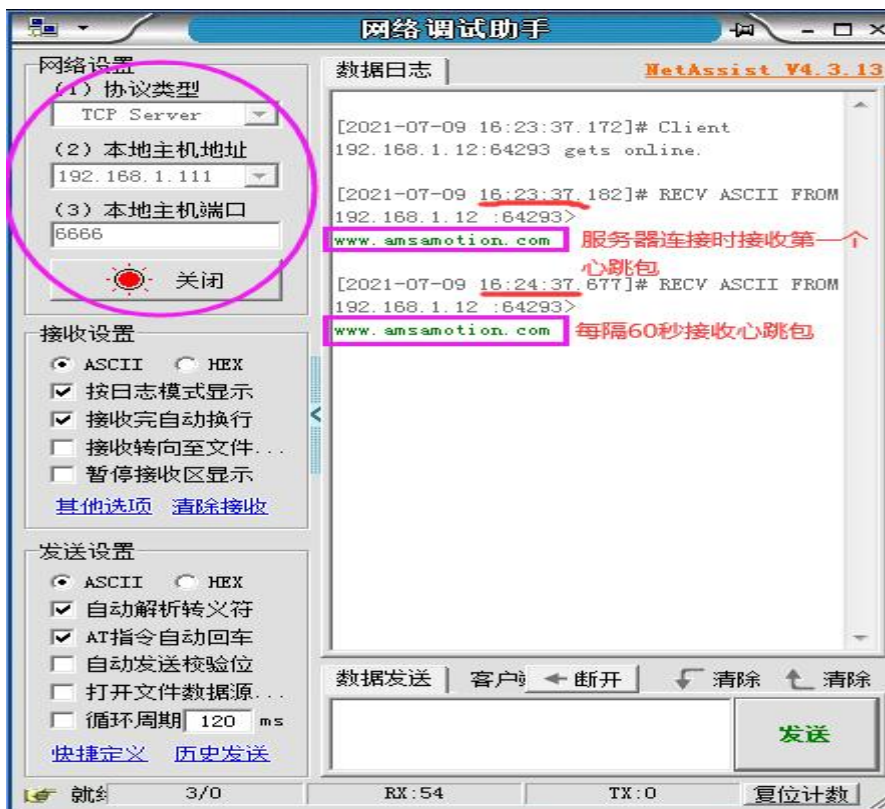 网络调试助手
网络设置
(1) 协议类型
TCP Server
(2) 本地主机地址
192.168.1.111
(3) 本地主机端口
6666
关闭
接收设置
ASCII HEX
按日志模式显示
接收完自动换行
接收转向至文件...
暂停接收区显示
其他选项 清除接收
发送设置
ASCII HEX
自动解析转义符
AT指令自动回车
自动发送校验位
打开文件数据源...
循环周期 120 ms
快捷定义 历史发送
数据日志 NetAssist V4.3.13
[2021-07-09 16:23:37.172]# Client
192.168.1.12:64293 gets online.
[2021-07-09 16:23:37.182]# RECV ASCII FROM
192.168.1.12 :64293>
www.amsamotion.com 服务器连接时接收第一个
心跳包
[2021-07-09 16:24:37.677]# RECV ASCII FROM
192.168.1.12 :64293>
www.amsamotion.com 每隔60秒接收心跳包
数据发送 客户 断开 清除 清除
发送
就 3/0 RX:54 TX:0 复位计数